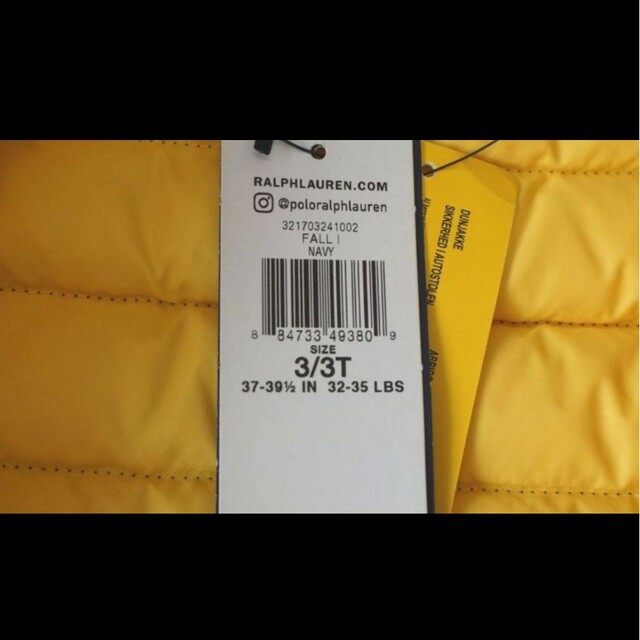 RALPHLAUREN.COM
@poloralphlauren
321703241002
FALL I
NAVY
8 84733 49380 9
SIZE
3/3T
37-39½ IN 32-35 LBS
DUNJAKKE
SIKKERHED I AUTOSTOLEN